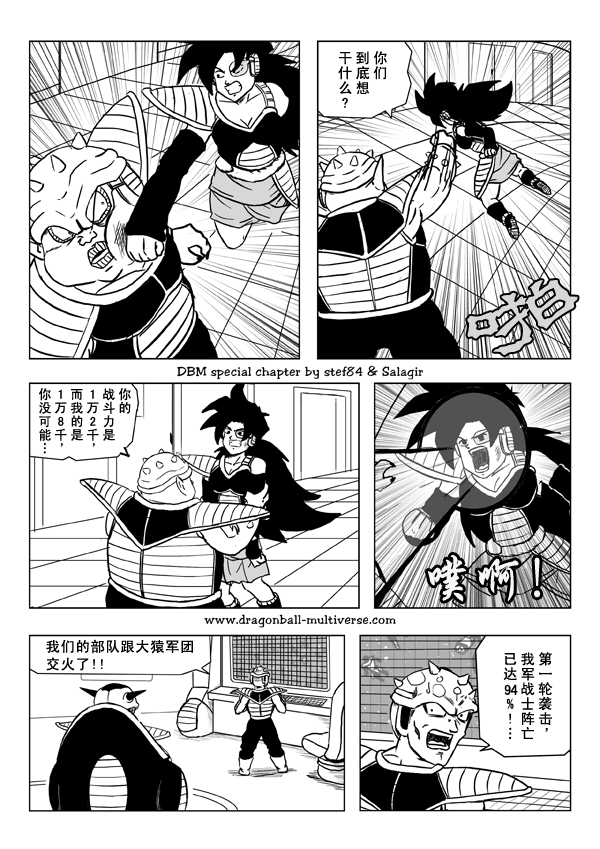 你们
到底想
干什么？
啪
DBM special chapter by stef84 & Salagir
你的
战斗力是
1万2千，
而我的是
1万8千，
你没可能…
噗啊！
www.dragonball-multiverse.com
我们的部队跟大猿军团
交火了!!
第一轮袭击，
我军战士阵亡
已达94%！…